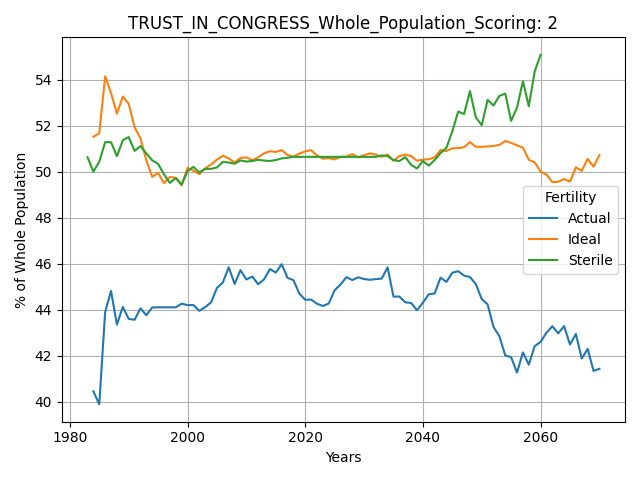 TRUST_IN_CONGRESS_Whole_Population_Scoring: 2
% of Whole Population
54
52
50
48
46
44
42
40
Fertility
Actual
Ideal
Sterile
1980 2000 2020 2040 2060
Years